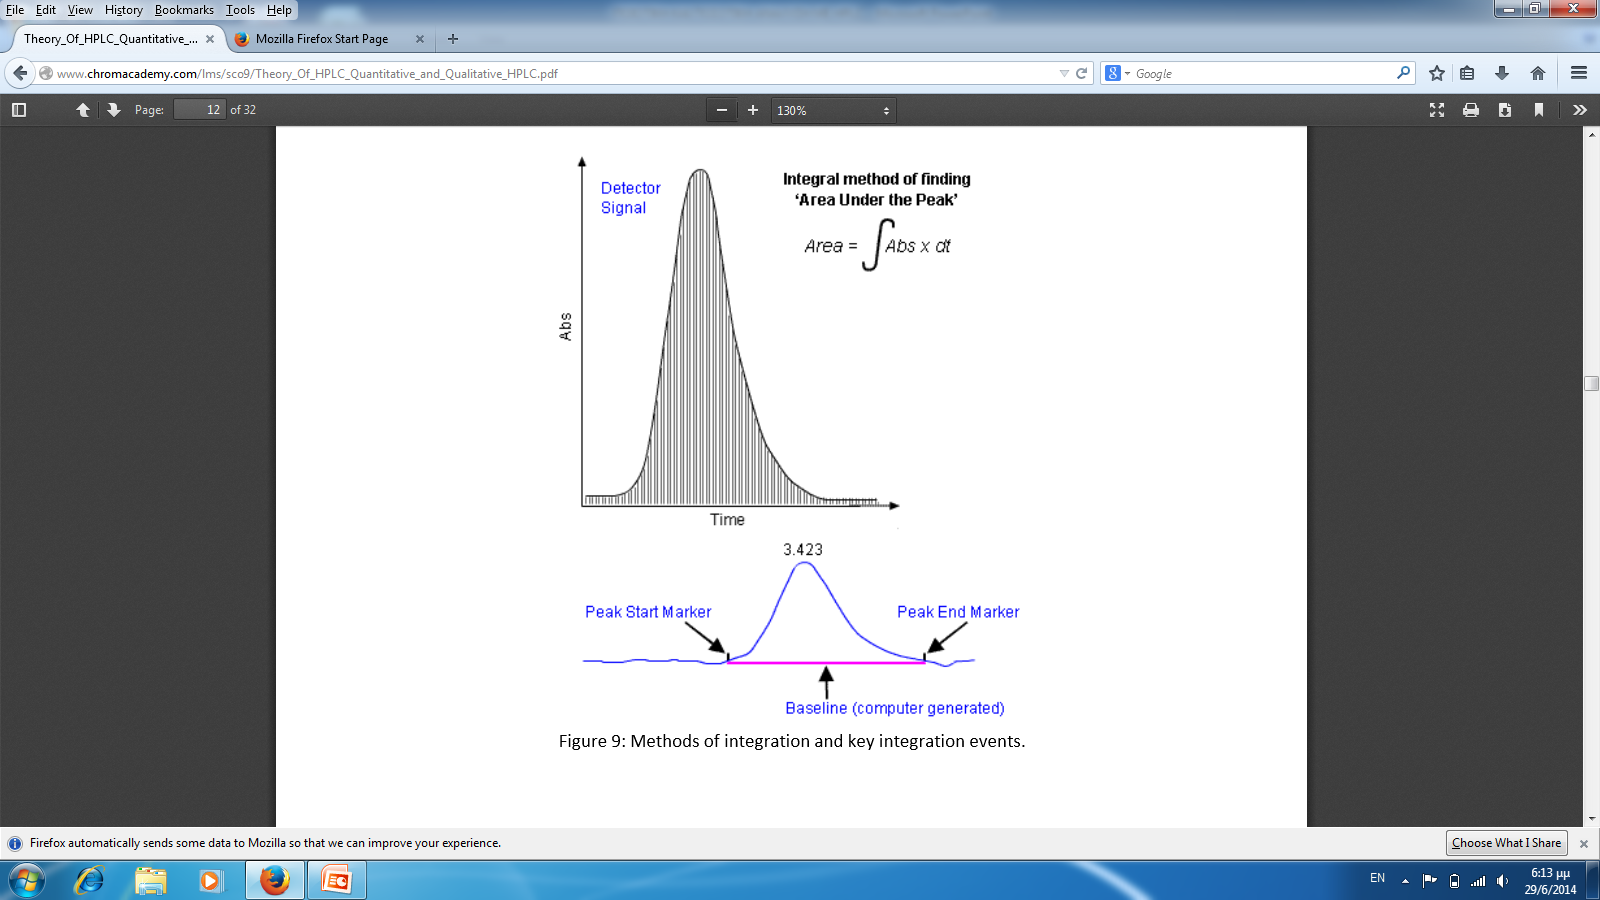 File Edit View History Bookmarks Tools Help
Theory_Of_HPLC_Quantitative_... Mozilla Firefox Start Page
www.chromacademy.com/lms/sco9/Theory_Of_HPLC_Quantitative_and_Qualitative_HPLC.pdf
8 Google
Page: 12 of 32
130%
Detector
Signal
Integral method of finding
‘Area Under the Peak’
Area = ∫ Abs x dt
Abs
Time
3.423
Peak Start Marker
Peak End Marker
Baseline (computer generated)
Figure 9: Methods of integration and key integration events.
Firefox automatically sends some data to Mozilla so that we can improve your experience.
Choose What I Share
EN
6:13 μμ
29/6/2014